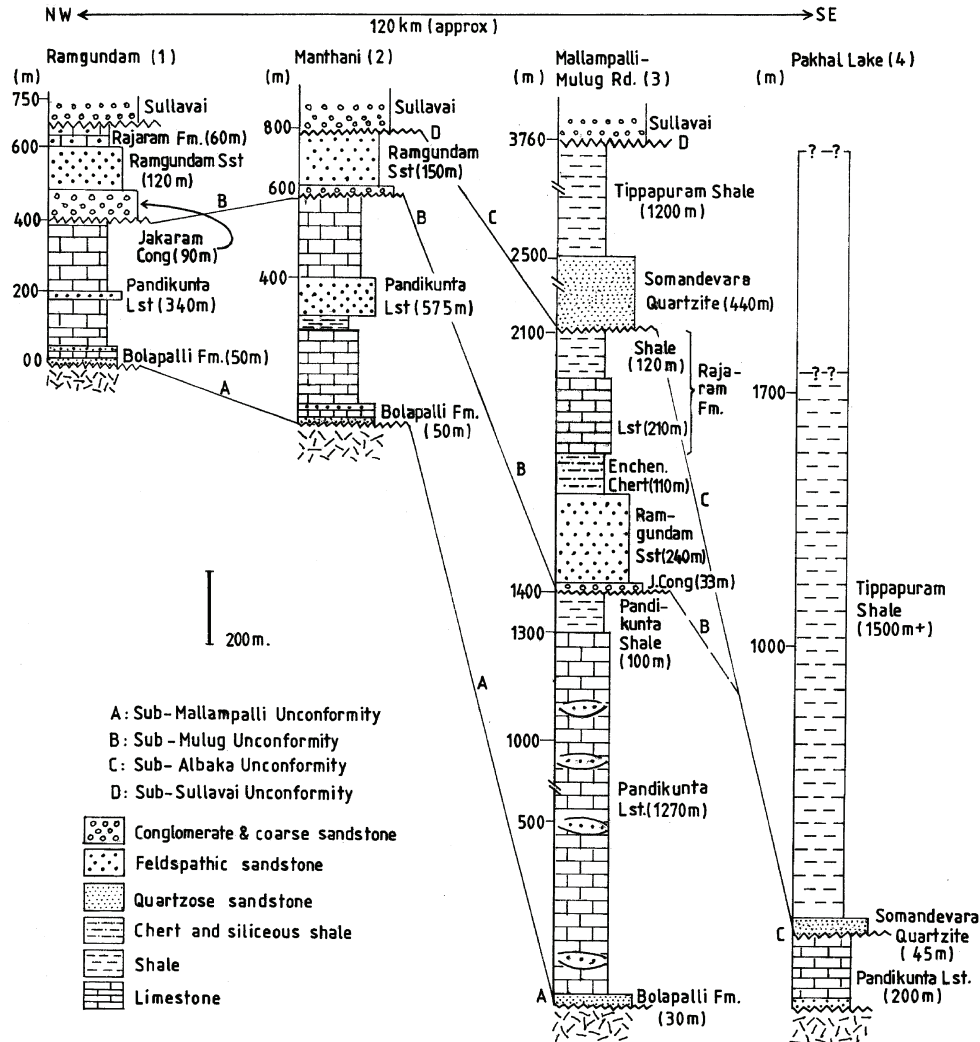 NW
120 km (approx)
SE
Ramgundam (1)
(m)
750
600
400
200
00
Sullavai
Rajaram Fm. (60m)
Ramgundam Sst
(120 m)
B
Jakaram
Cong (90m)
Pandikunta
Lst (340m)
Bolapalli Fm. (50m)
A
Manthani (2)
(m)
800
600
400
Sullavai
D
Ramgundam
Sst (150m)
B
C
Pandikunta
Lst (575m)
Bolapalli Fm.
(50m)
B
A
Mallampalli-
Mulug Rd. (3)
(m)
3760
2500
2100
1400
1300
1000
500
Sullavai
D
Tippapuram Shale
(1200m)
Somandevara
Quartzite (440m)
Shale
(120m)
Raja-
ram
Fm.
Lst (210m)
Enchen.
Chert (110m)
C
Ram-
gundam
Sst (240m)
J.Cong (33m)
Pandi-
kunta
Shale
(100m)
B
Pandikunta
Lst. (1270m)
A
Bolapalli Fm.
(30m)
Pakhal Lake (4)
(m)
? ?
? ?
1700
1000
Tippapuram
Shale
(1500m+)
C
Somandevara
Quartzite
(45m)
Pandikunta Lst.
(200m)
200m.
A: Sub-Mallampalli Unconformity
B: Sub-Mulug Unconformity
C: Sub-Albaka Unconformity
D: Sub-Sullavai Unconformity
Conglomerate & coarse sandstone
Feldspathic sandstone
Quartzose sandstone
Chert and siliceous shale
Shale
Limestone